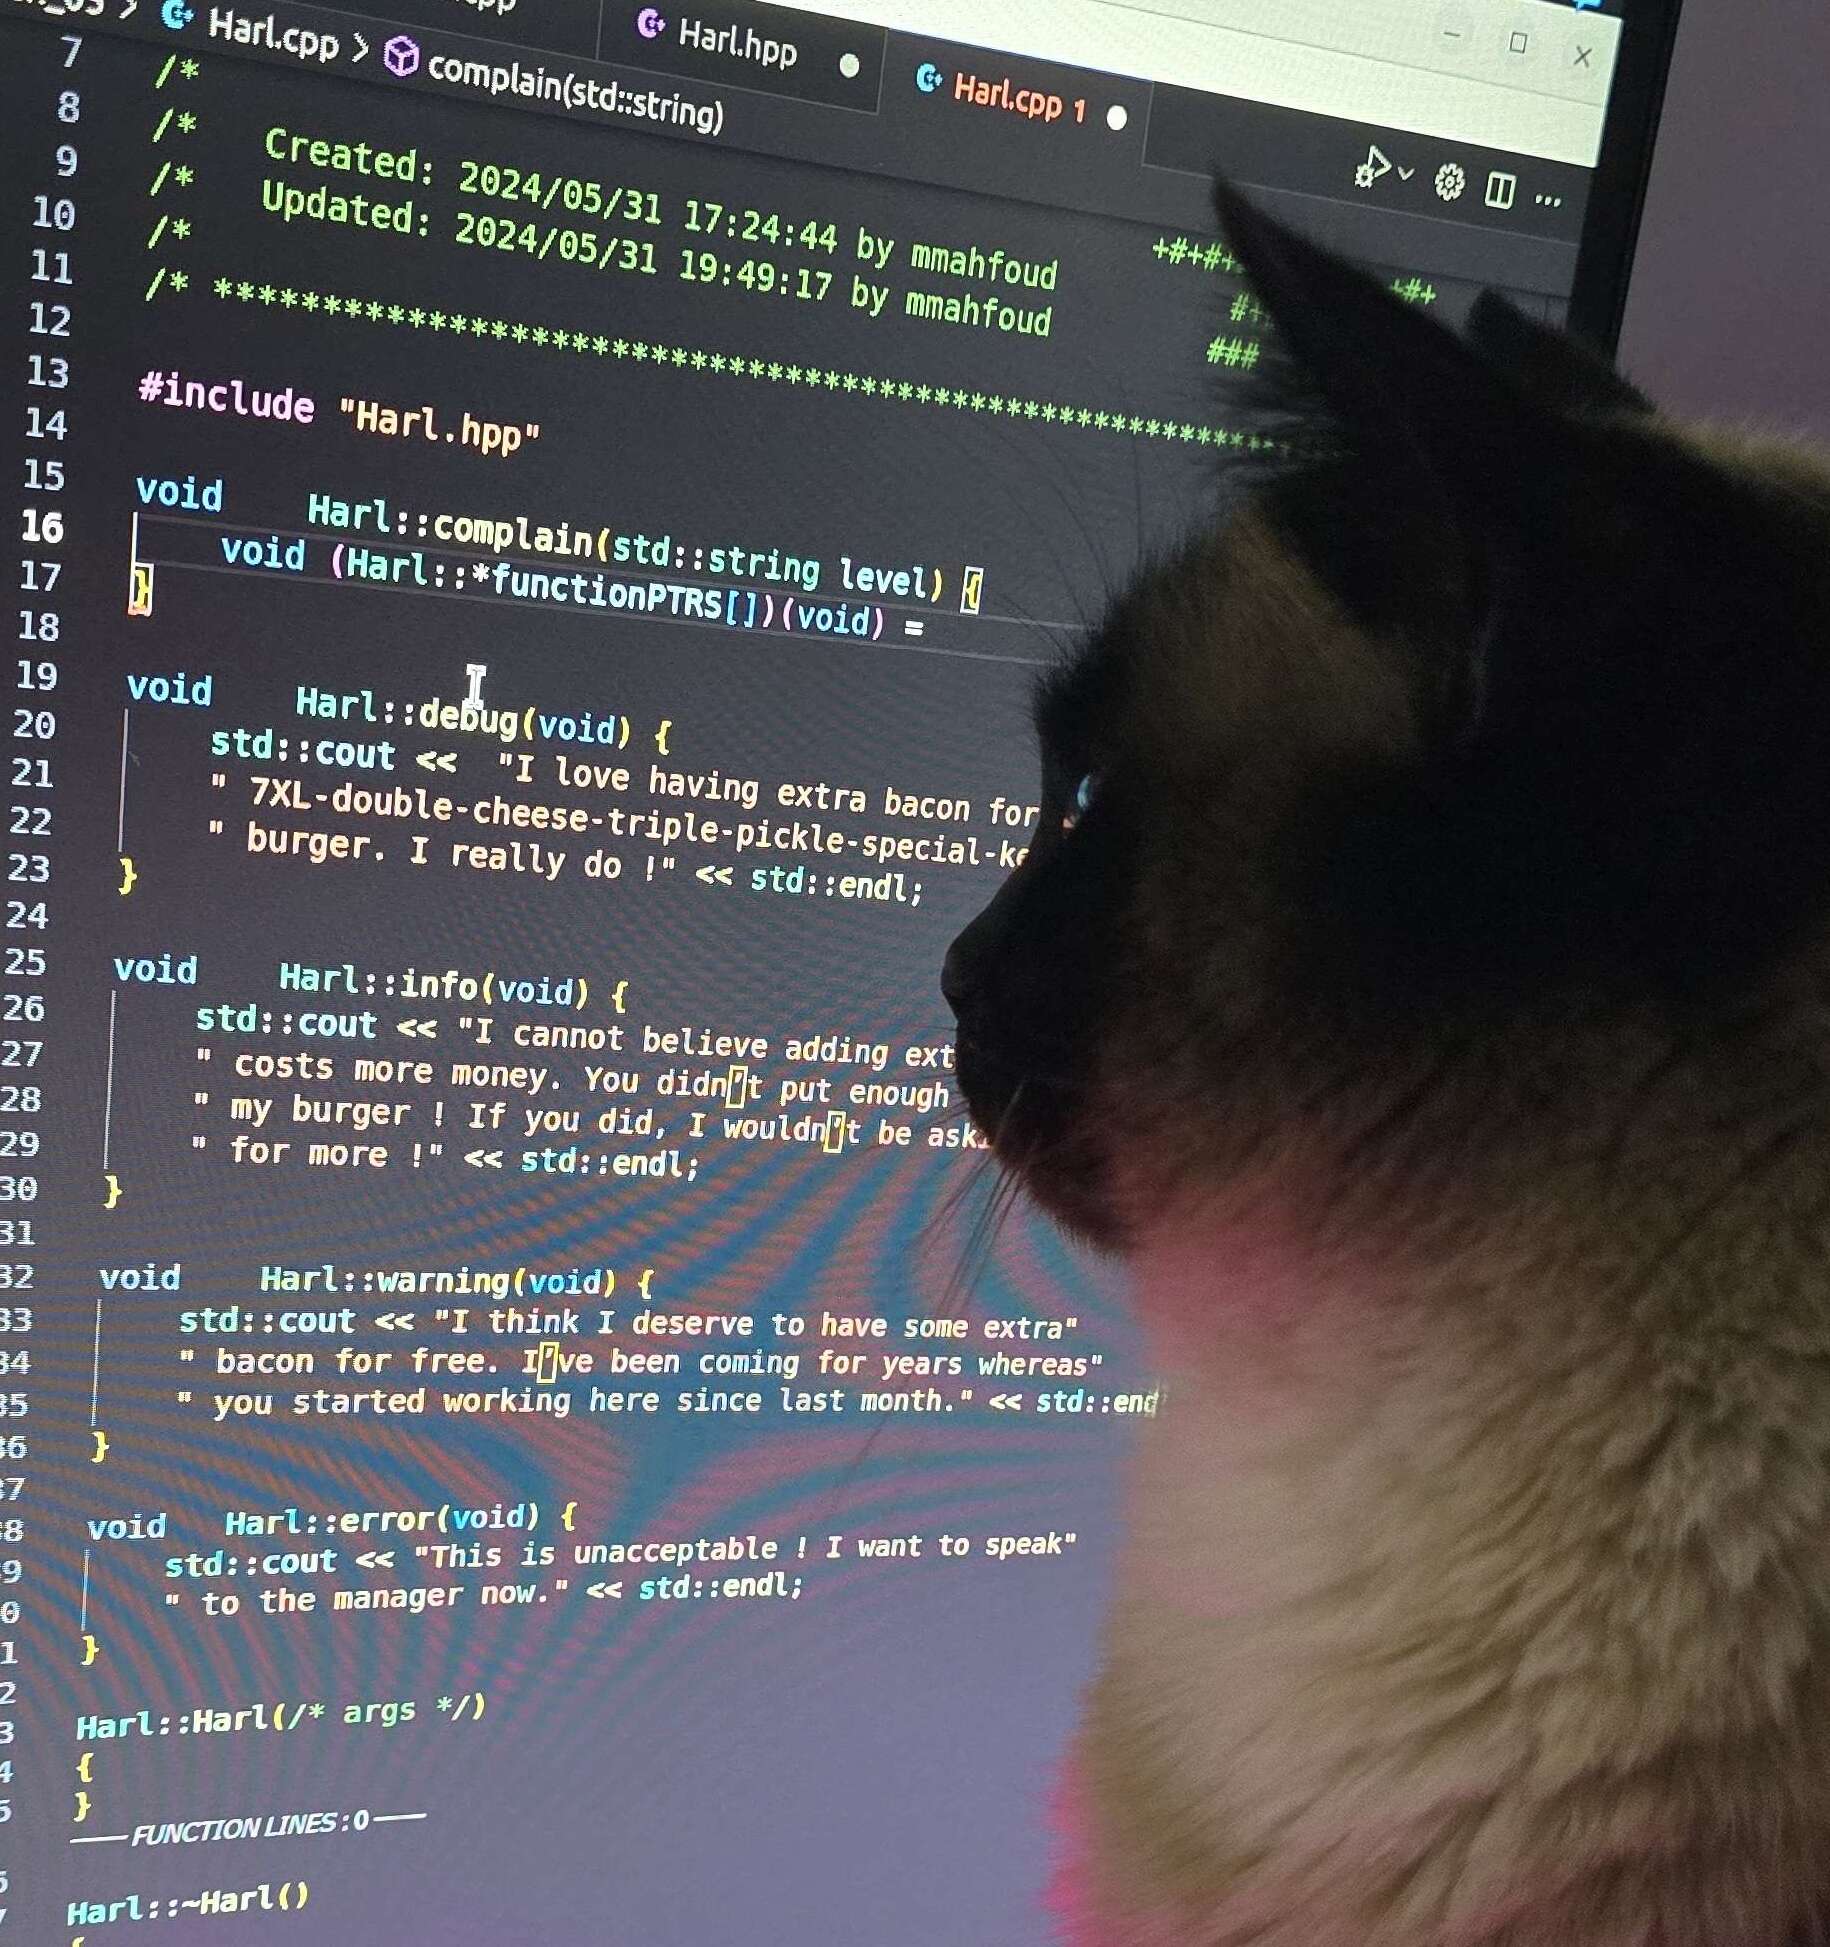 Harl.hpp
Harl.cpp 1
Harl.cpp > complain(std::string)
7 /*
8 /* Created: 2024/05/31 17:24:44 by mmahfoud +#+#+
9 /* Updated: 2024/05/31 19:49:17 by mmahfoud
10 /* ###
11 /* ****************************************************
12
13 #include "Harl.hpp"
14
15 void Harl::complain(std::string level) {
16 void (Harl::*functionPTRS[])(void) =
17 }
18
19 void Harl::debug(void) {
20 std::cout << "I love having extra bacon for
21 " 7XL-double-cheese-triple-pickle-special-ke
22 " burger. I really do !" << std::endl;
23 }
24
25 void Harl::info(void) {
26 std::cout << "I cannot believe adding ext
27 " costs more money. You didn’t put enough
28 " my burger ! If you did, I wouldn’t be aski
29 " for more !" << std::endl;
30 }
31
32 void Harl::warning(void) {
33 std::cout << "I think I deserve to have some extra"
34 " bacon for free. I’ve been coming for years whereas"
35 " you started working here since last month." << std::end
36 }
37
8 void Harl::error(void) {
9 std::cout << "This is unacceptable ! I want to speak"
0 " to the manager now." << std::endl;
1 }
2
3 Harl::Harl(/* args */)
4 {
5 }
FUNCTION LINES : 0
Harl::~Harl()
{